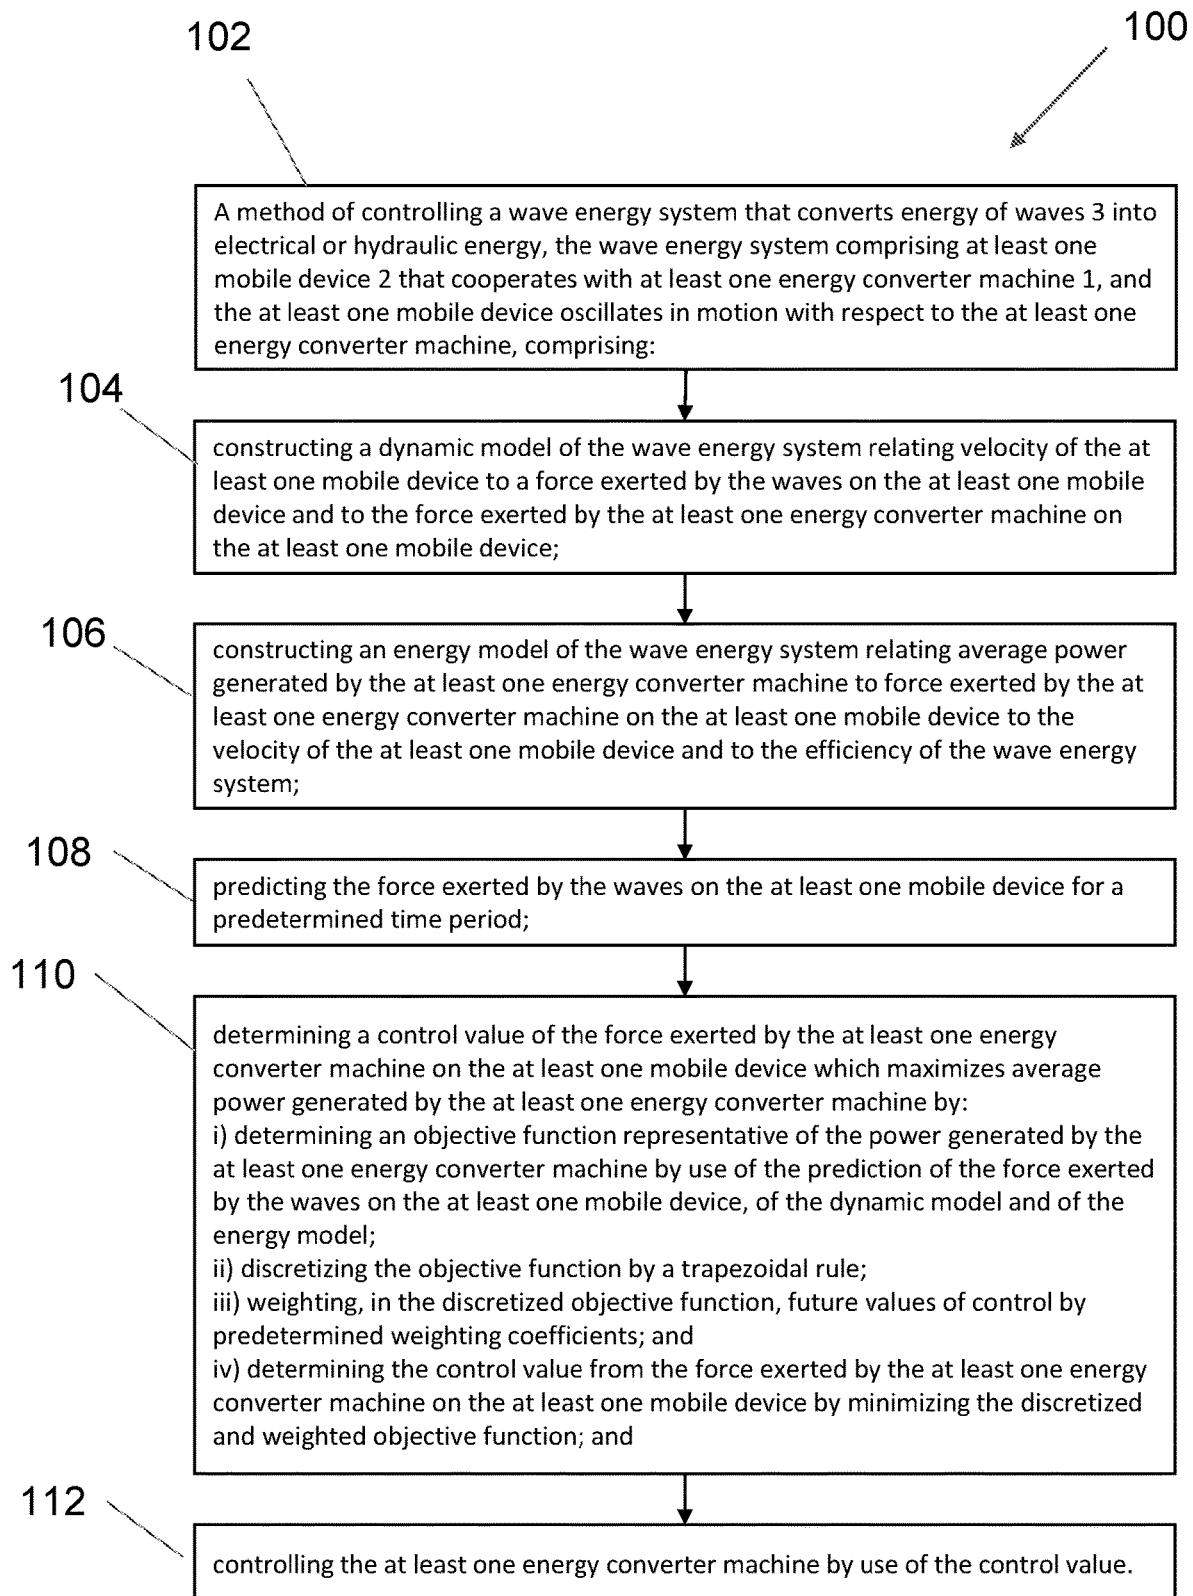 102
100
A method of controlling a wave energy system that converts energy of waves 3 into
electrical or hydraulic energy, the wave energy system comprising at least one
mobile device 2 that cooperates with at least one energy converter machine 1, and
the at least one mobile device oscillates in motion with respect to the at least one
energy converter machine, comprising:
104
constructing a dynamic model of the wave energy system relating velocity of the at
least one mobile device to a force exerted by the waves on the at least one mobile
device and to the force exerted by the at least one energy converter machine on
the at least one mobile device;
106
constructing an energy model of the wave energy system relating average power
generated by the at least one energy converter machine to force exerted by the at
least one energy converter machine on the at least one mobile device to the
velocity of the at least one mobile device and to the efficiency of the wave energy
system;
108
predicting the force exerted by the waves on the at least one mobile device for a
predetermined time period;
110
determining a control value of the force exerted by the at least one energy
converter machine on the at least one mobile device which maximizes average
power generated by the at least one energy converter machine by:
i) determining an objective function representative of the power generated by the
at least one energy converter machine by use of the prediction of the force exerted
by the waves on the at least one mobile device, of the dynamic model and of the
energy model;
ii) discretizing the objective function by a trapezoidal rule;
iii) weighting, in the discretized objective function, future values of control by
predetermined weighting coefficients; and
iv) determining the control value from the force exerted by the at least one energy
converter machine on the at least one mobile device by minimizing the discretized
and weighted objective function; and
112
controlling the at least one energy converter machine by use of the control value.